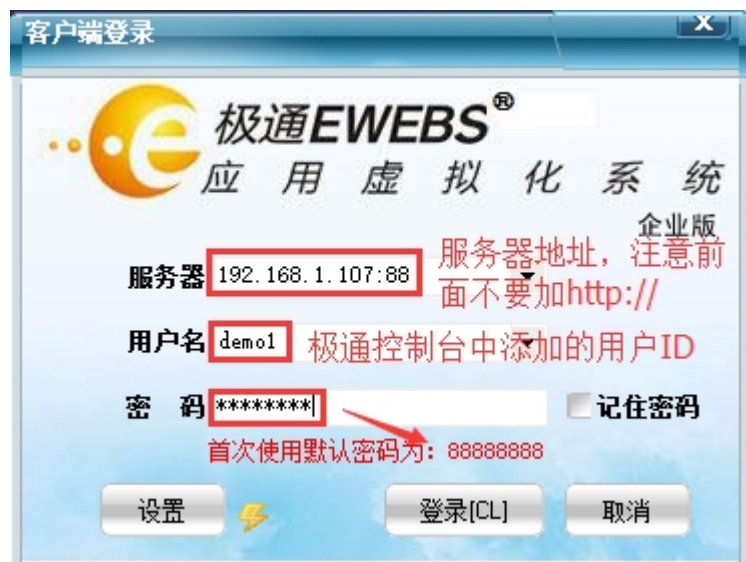 客户端登录
极通EWEBS®
应用虚拟化系统
企业版
服务器 192.168.1.107:88 服务器地址，注意前
面不要加http://
用户名 demo1 极通控制台中添加的用户ID
密 码 ******** 记住密码
首次使用默认密码为：88888888
设置 登录[CL] 取消